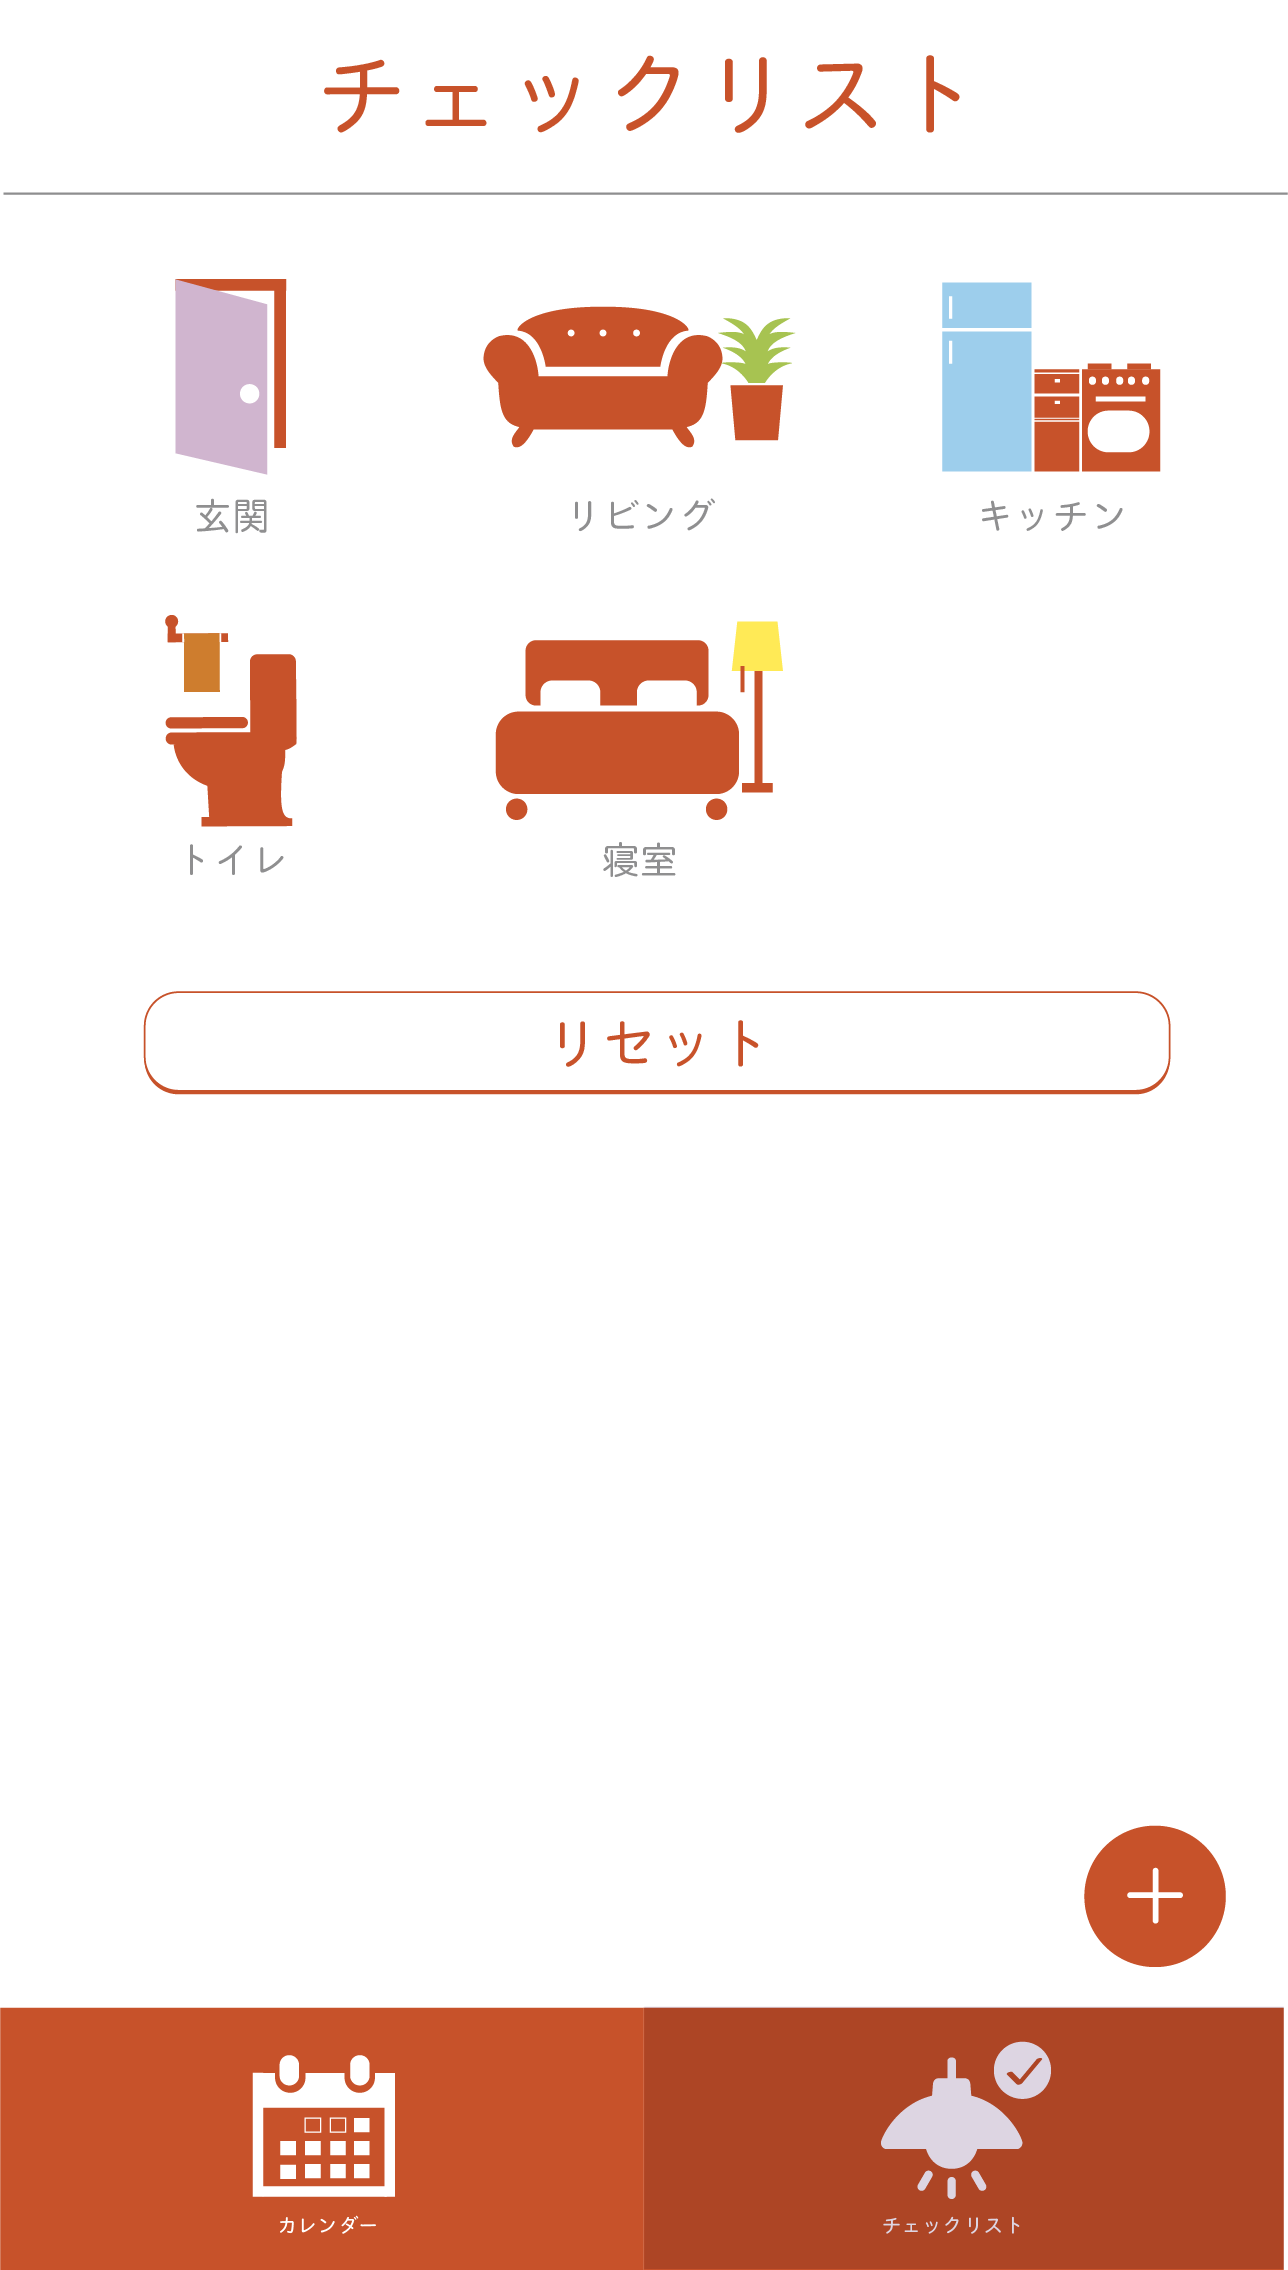 チェックリスト
玄関 リビング キッチン
トイレ 寝室
リセット
カレンダー チェックリスト